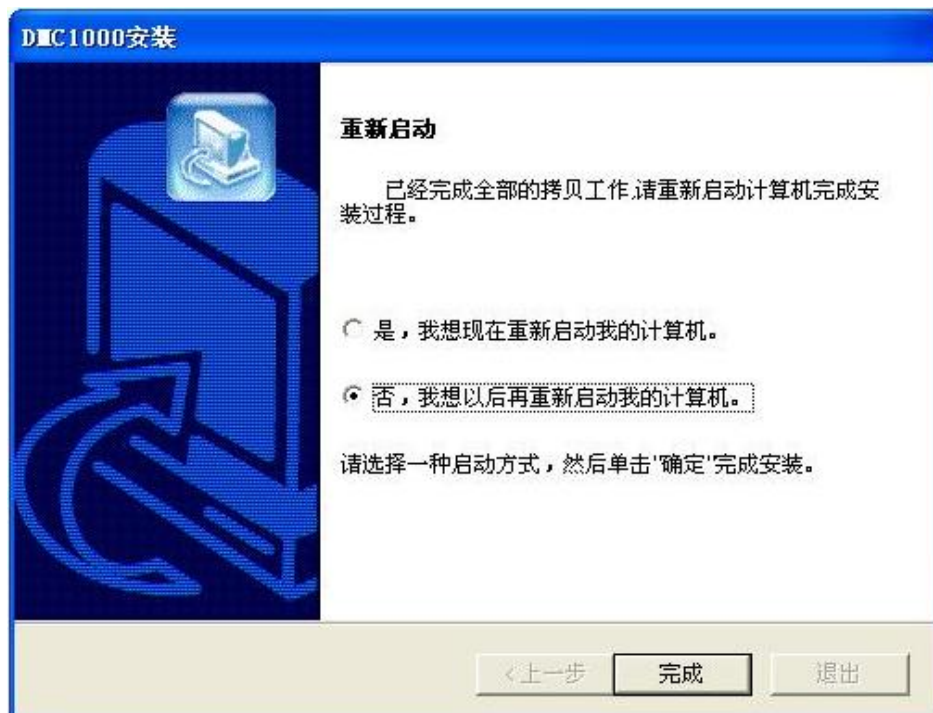 DMC1000安装
重新启动
已经完成全部的拷贝工作,请重新启动计算机完成安
装过程。
是，我想现在重新启动我的计算机。
否，我想以后再重新启动我的计算机。
请选择一种启动方式，然后单击'确定'完成安装。
<上一步
完成
退出